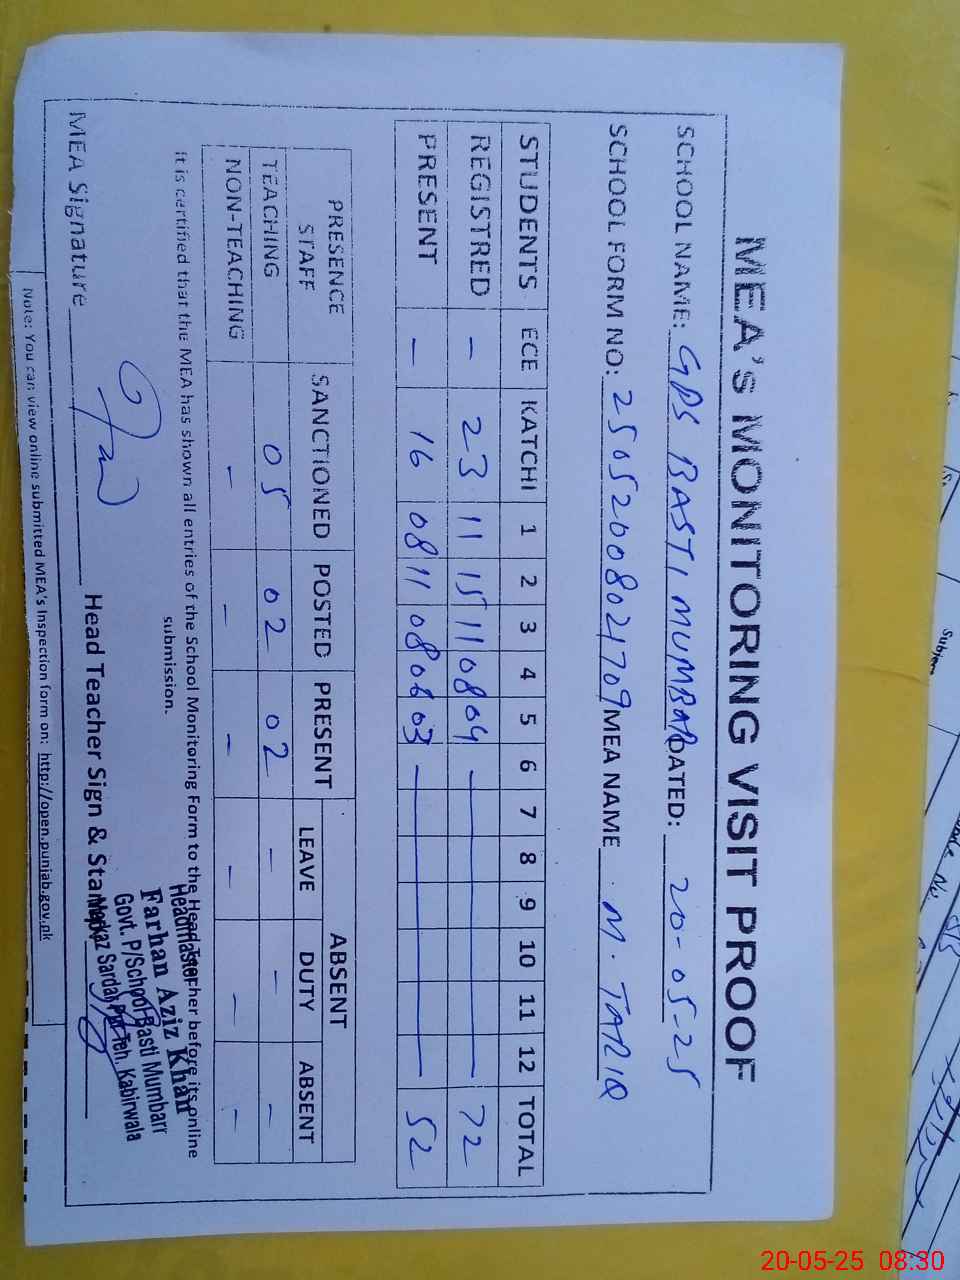 MEA'S MONITORING VISIT PROOF
SCHOOL NAME: GPS BASTI MUMBAR DATED: 20-05-25
SCHOOL FORM NO: 25052008021709 MEA NAME M. TARIQ
STUDENTS ECE KATCHI 1 2 3 4 5 6 7 8 9 10 11 12 TOTAL
REGISTRED - 23 11 15 11 08 04 - 72
PRESENT - 16 08 11 08 06 03 - 52
PRESENCE STAFF SANCTIONED POSTED PRESENT ABSENT
LEAVE DUTY ABSENT
TEACHING 05 02 02 - - -
NON-TEACHING - - - - - -
It is certified that the MEA has shown all entries of the School Monitoring Form to the Head Teacher before its online
submission.
Headmaster
Farhan Aziz Khan
Govt. P/School Basti Mumbarr
Markaz Sardar Pur Teh. Kabirwala
MEA Signature Head Teacher Sign & Stamp
Note: You can view online submitted MEA's Inspection form on: http://open.punjab.gov.pk
20-05-25 08:30